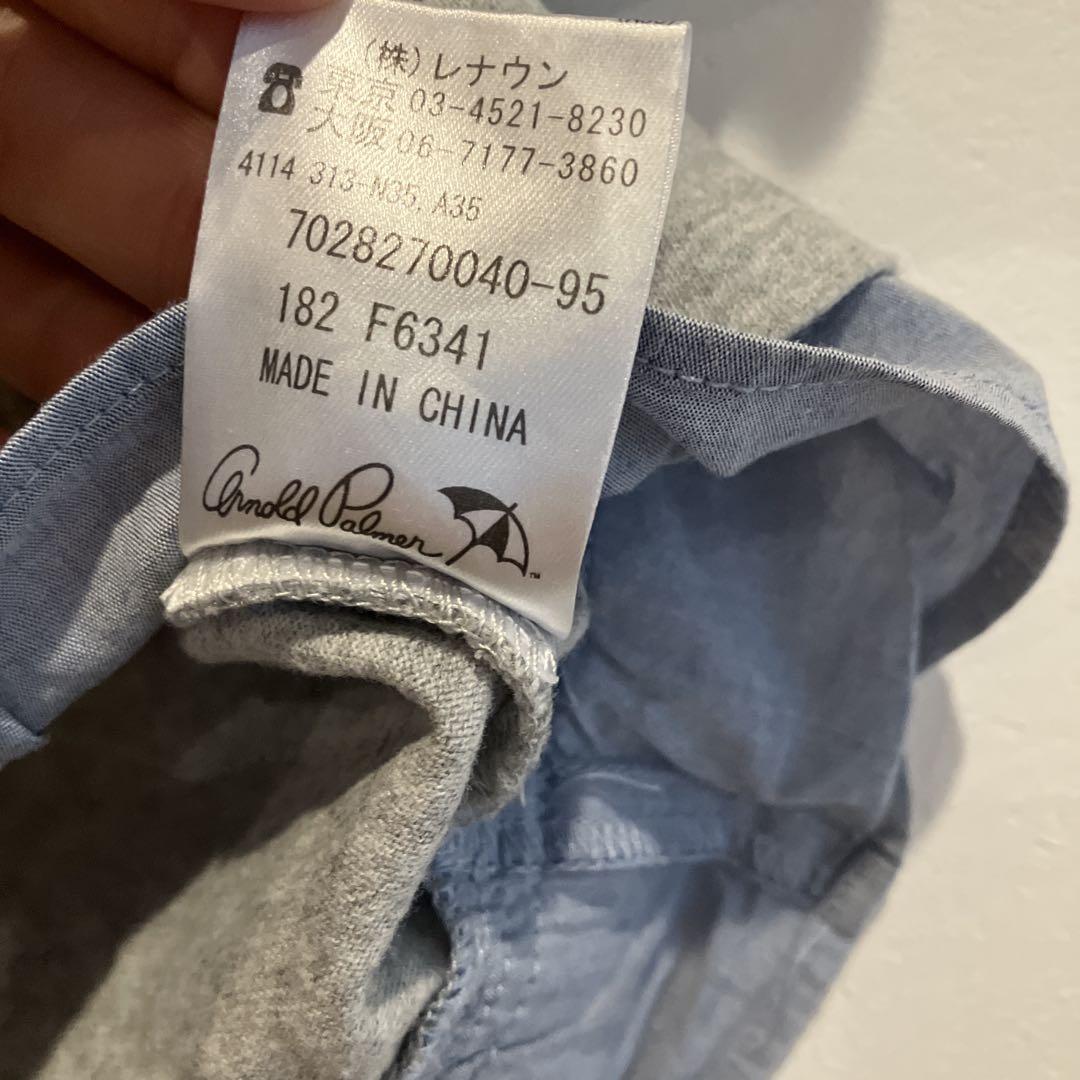 (株)レナウン
東京 03-4521-8230
大阪 06-7177-3860
4114 313-N35, A35
7028270040-95
182 F6341
MADE IN CHINA
Arnold Palmer TM